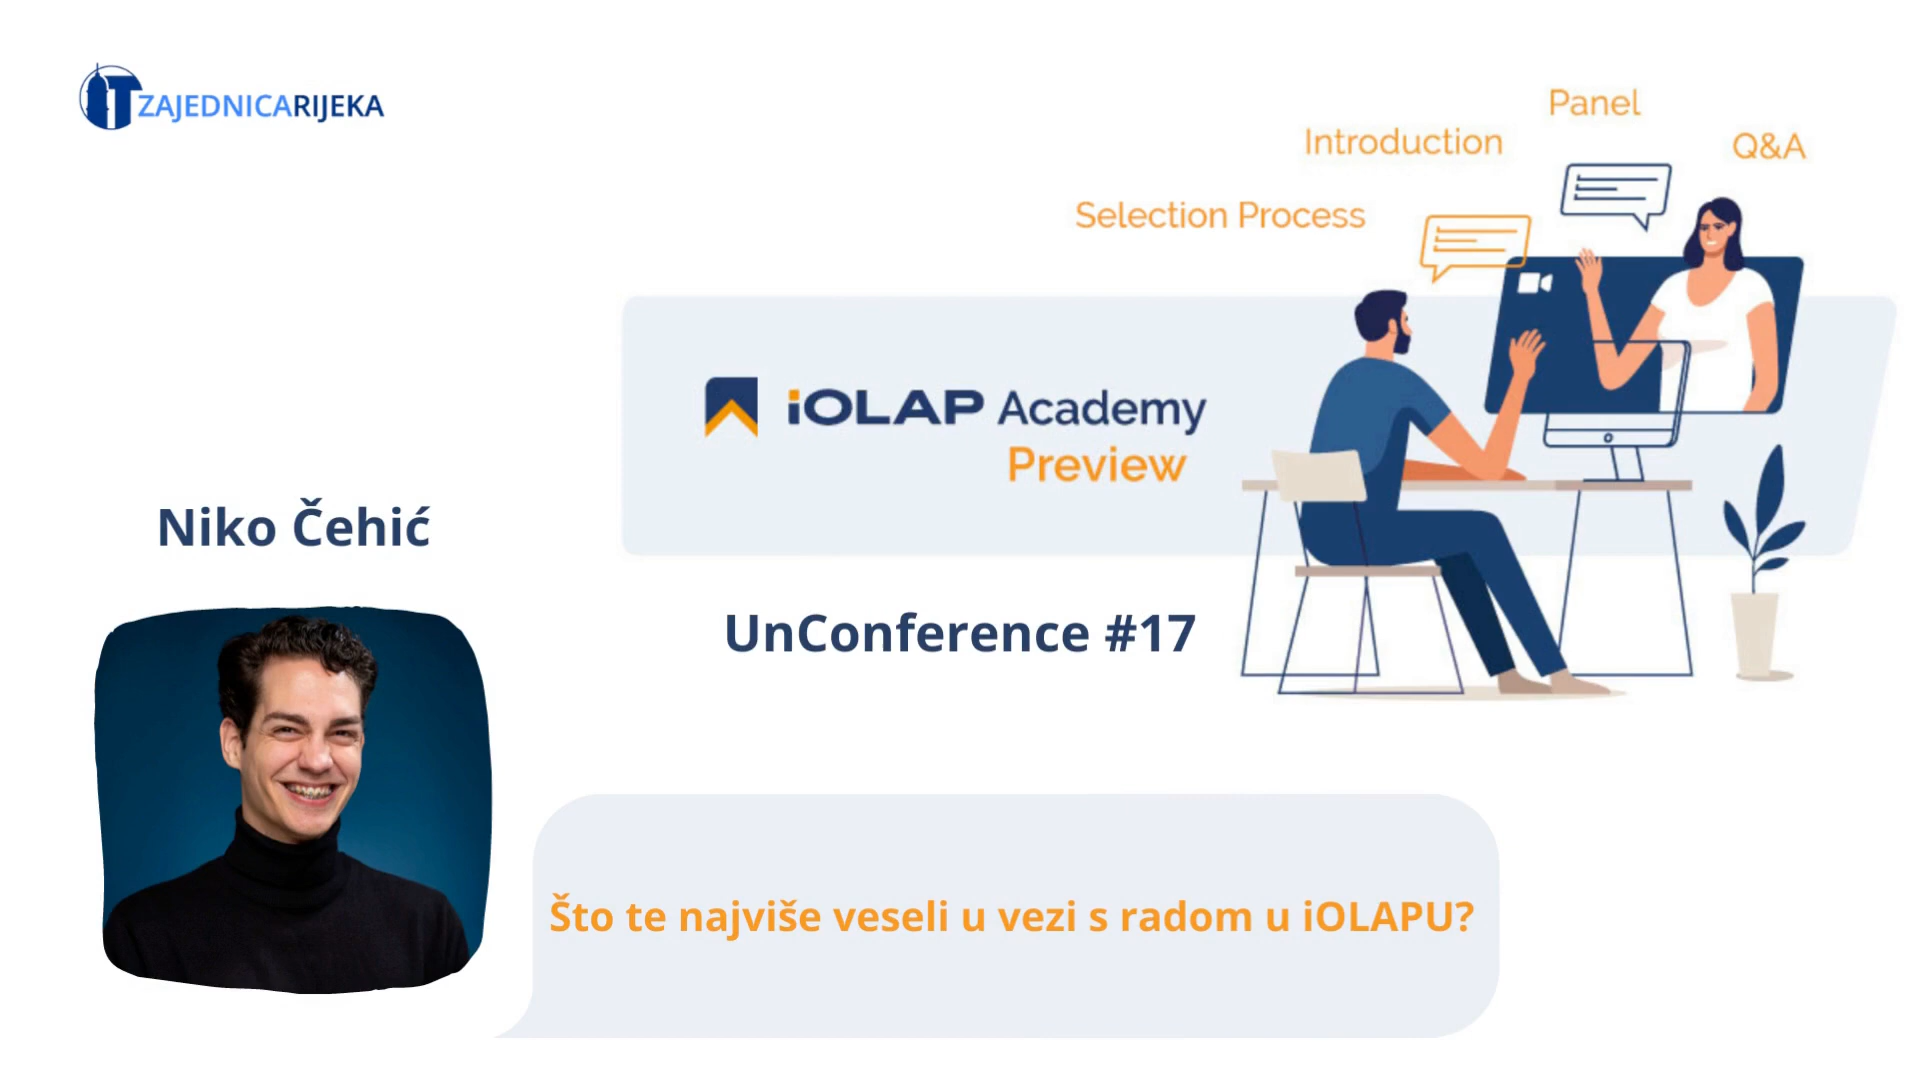 ITZAJEDNICARIJEKA
Panel
Introduction
Q&A
Selection Process
iOLAP Academy
Preview
Niko Čehić
UnConference #17
Što te najviše veseli u vezi s radom u iOLAPU?